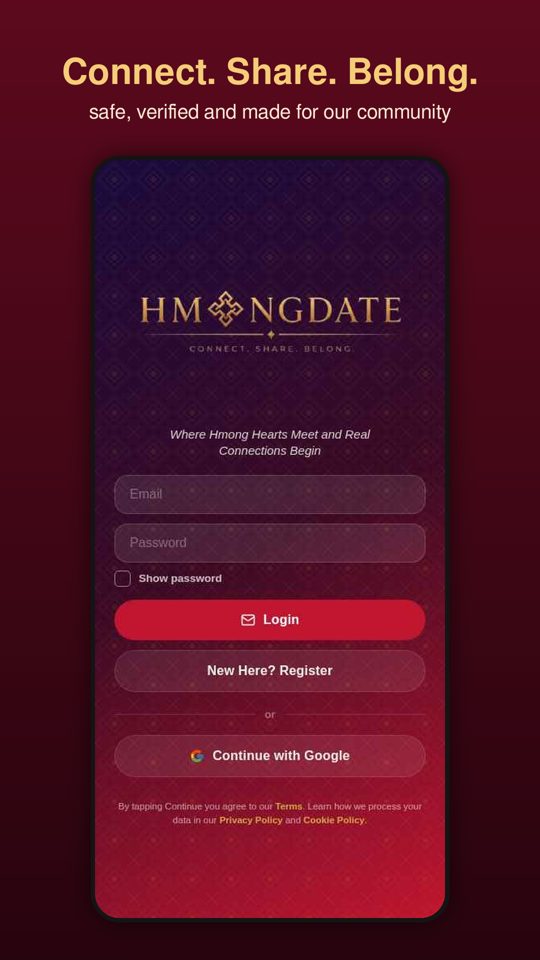 Connect. Share. Belong.
safe, verified and made for our community
HMONGDATE
CONNECT. SHARE. BELONG.
Where Hmong Hearts Meet and Real
Connections Begin
Email
Password
Show password
Login
New Here? Register
or
Continue with Google
By tapping Continue you agree to our Terms. Learn how we process your
data in our Privacy Policy and Cookie Policy.